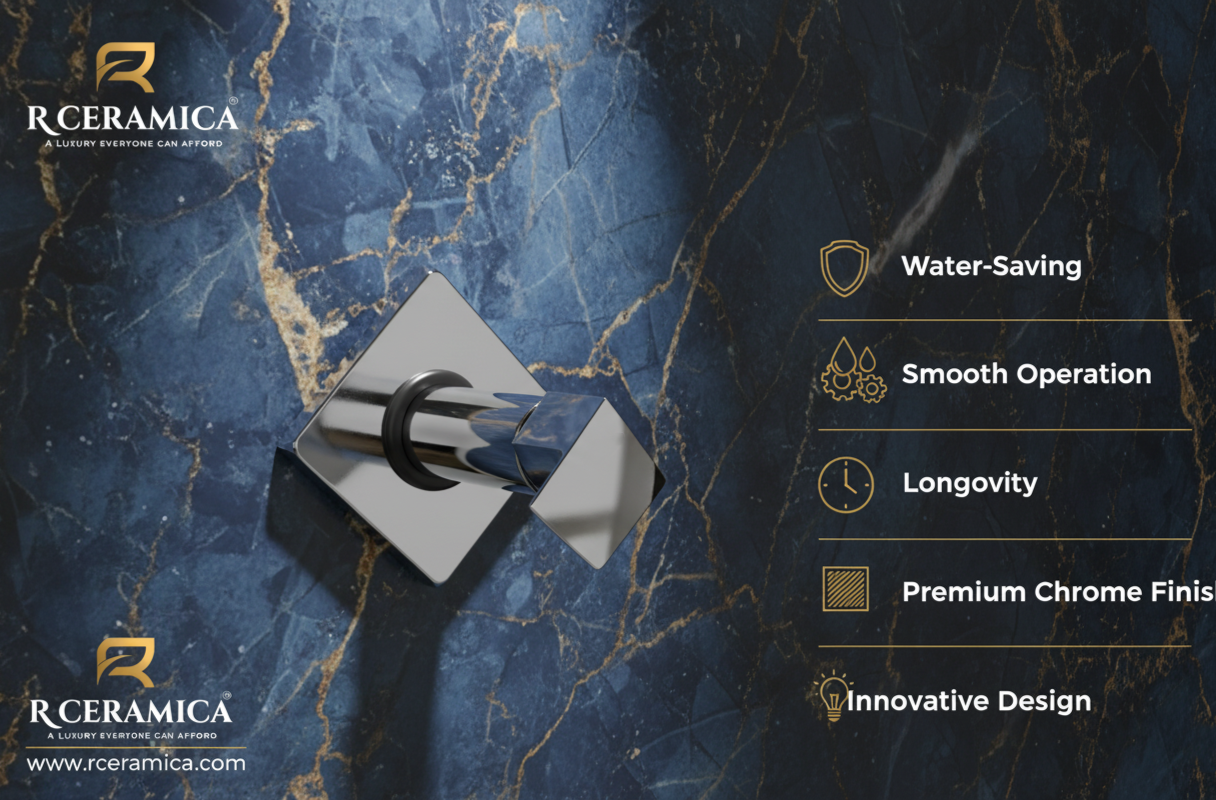 R CERAMICA®
A LUXURY EVERYONE CAN AFFORD
Water-Saving
Smooth Operation
Longovity
Premium Chrome Finis
Innovative Design
R CERAMICA®
A LUXURY EVERYONE CAN AFFORD
www.rceramica.com